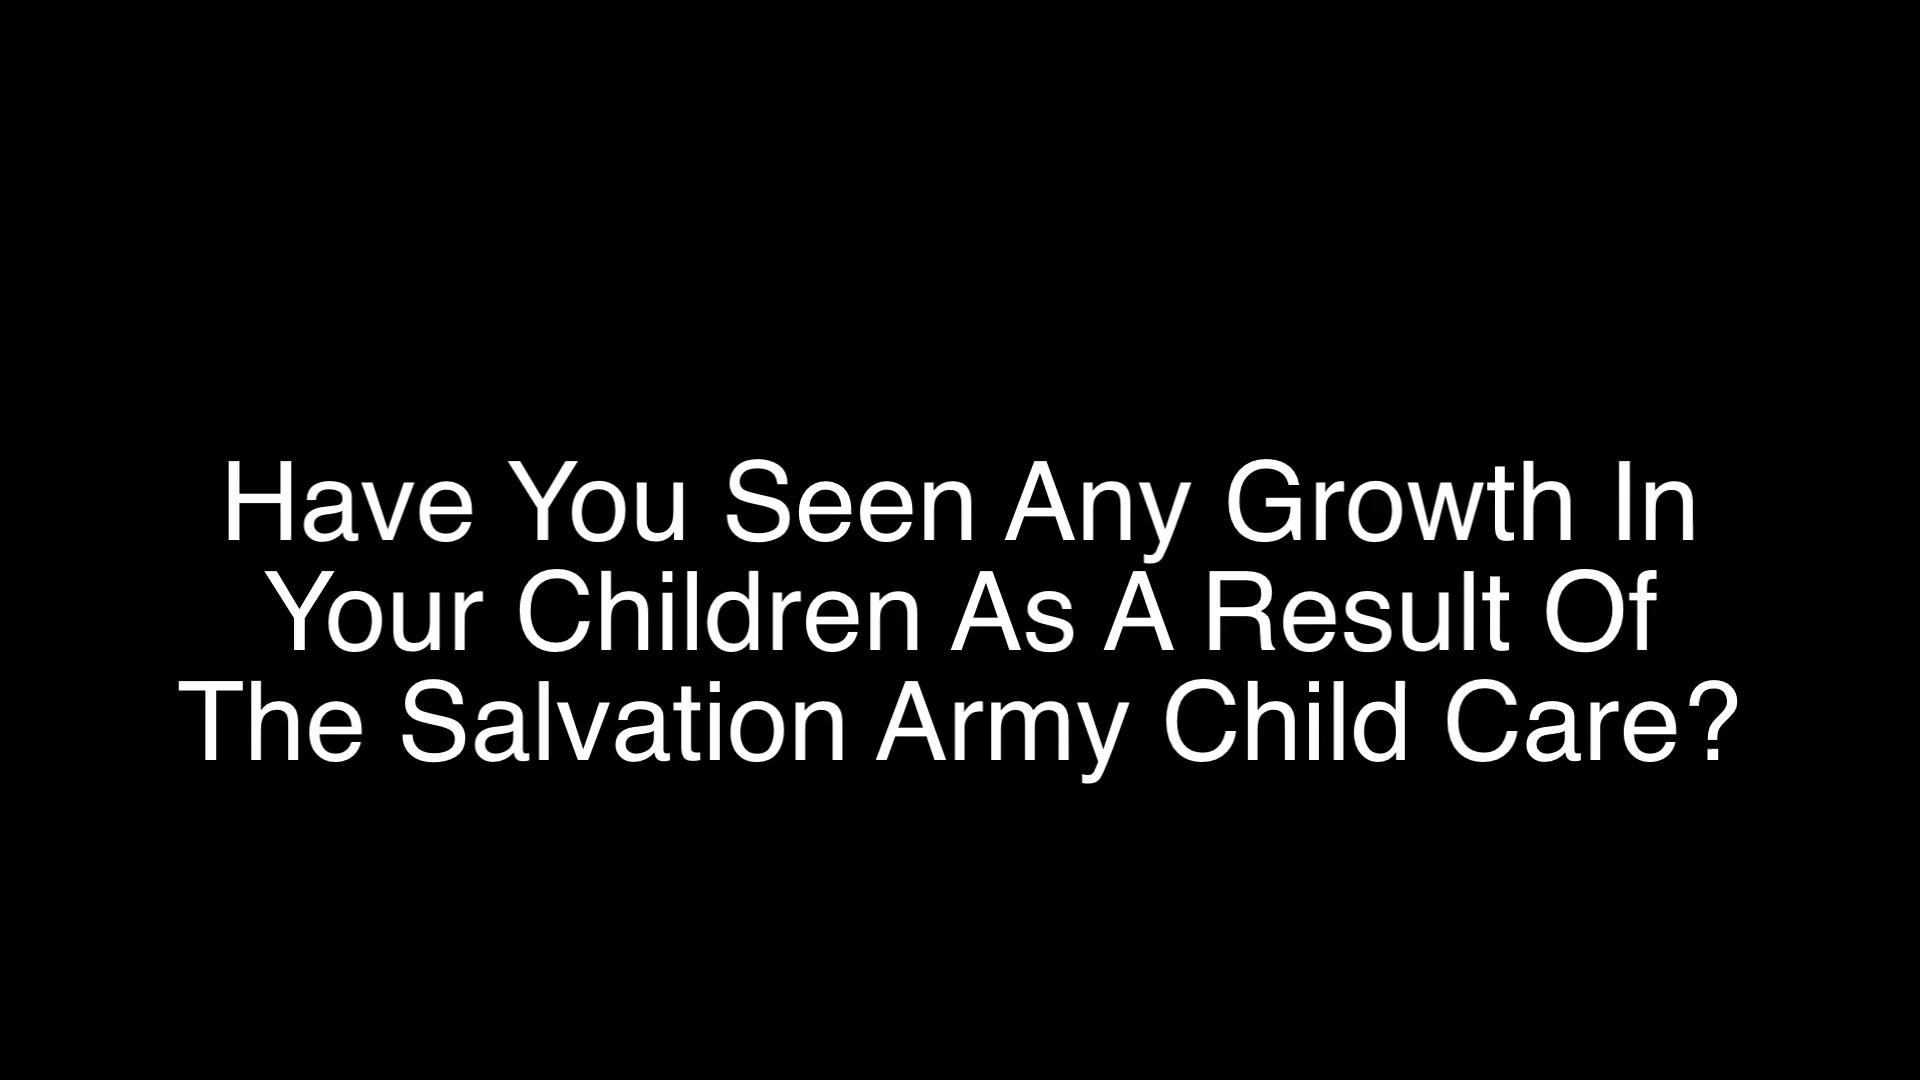 Have You Seen Any Growth In
Your Children As A Result Of
The Salvation Army Child Care?